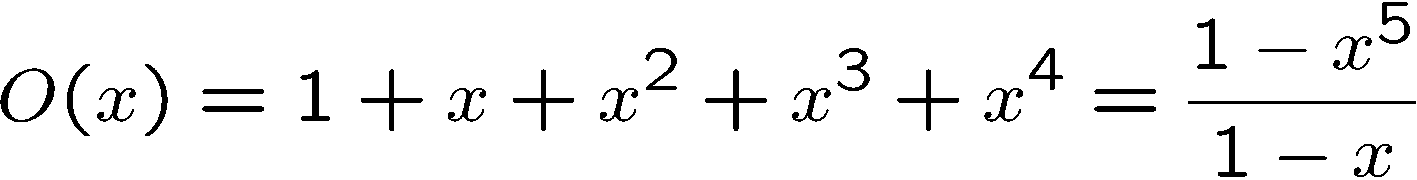 O(x) = 1 + x + x^2 + x^3 + x^4 = \frac{1 - x^5}{1 - x}